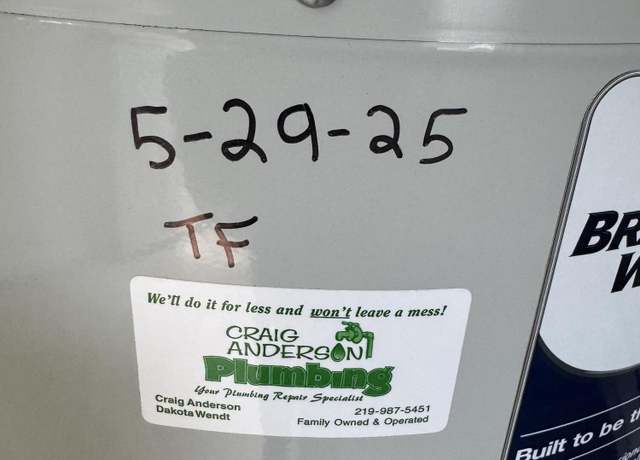 5-29-25
TF
We'll do it for less and won't leave a mess!
CRAIG
ANDERSON
Plumbing
Your Plumbing Repair Specialist
Craig Anderson
Dakota Wendt
219-987-5451
Family Owned & Operated
BR
W
Built to be